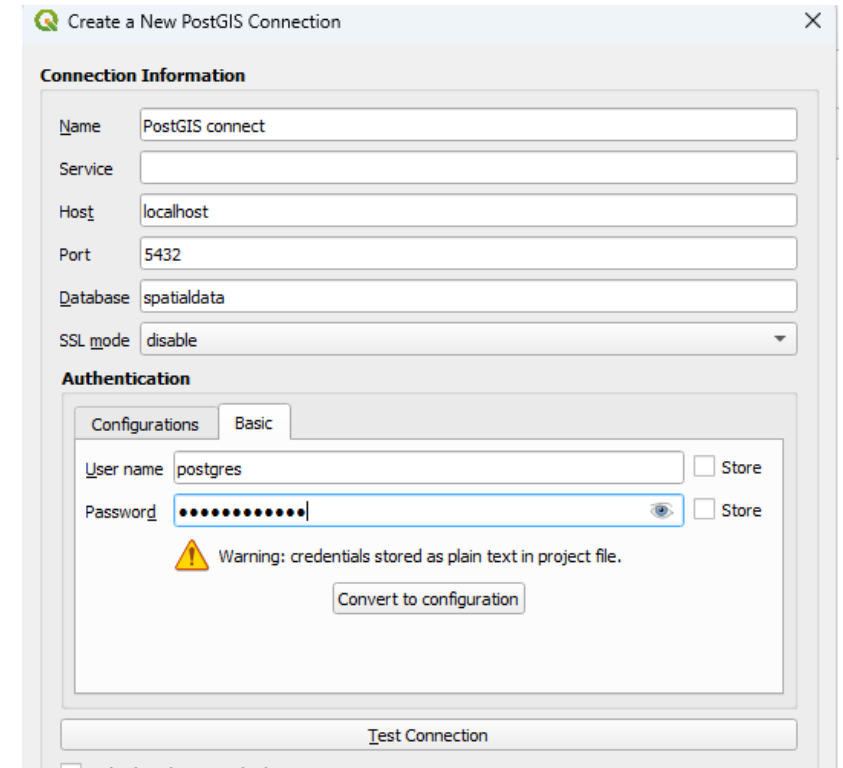 Create a New PostGIS Connection
Connection Information
Name PostGIS connect
Service
Host localhost
Port 5432
Database spatialdata
SSL mode disable
Authentication
Configurations Basic
User name postgres Store
Password ●●●●●●●●●●●● Store
Warning: credentials stored as plain text in project file.
Convert to configuration
Test Connection